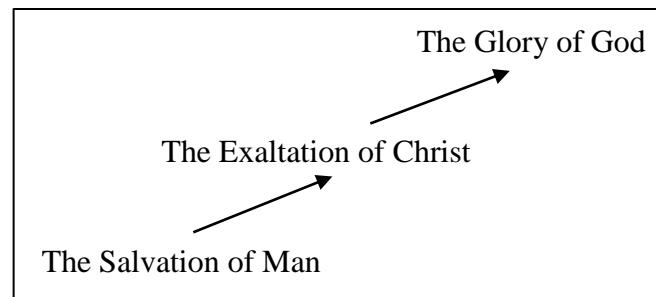 The Glory of God
The Exaltation of Christ
The Salvation of Man